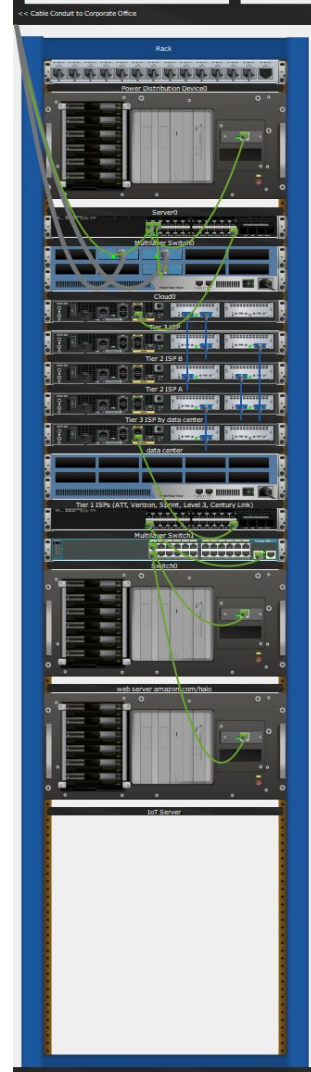 << Cable Conduit to Corporate Office
Rack
Power Distribution Device0
Server0
Multilayer Switch0
Cloud0
Tier 3 ISP
Tier 2 ISP B
Tier 2 ISP A
Tier 3 ISP by data center
data center
Tier 1 ISPs (ATT, Verizon, Sprint, Level 3, Century Link)
Multilayer Switch1
Switch0
web server amazon.com/halo
IoT Server